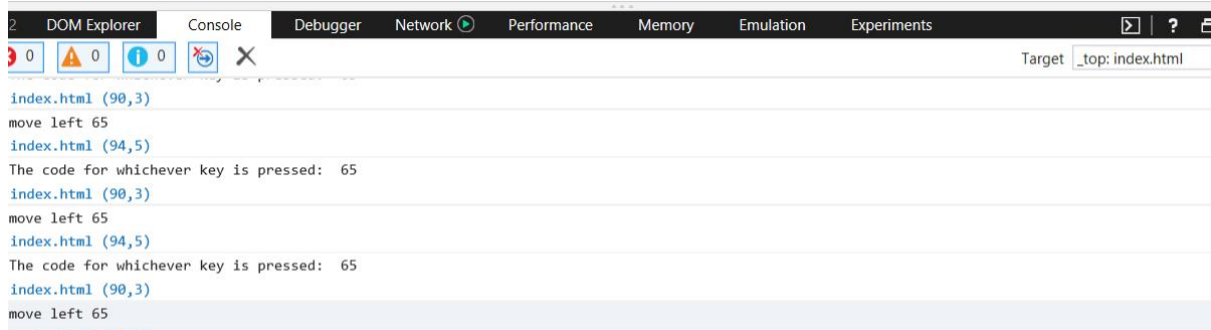 2 DOM Explorer Console Debugger Network Performance Memory Emulation Experiments ?
0 0 0 Target _top: index.html
index.html (90,3)
move left 65
index.html (94,5)
The code for whichever key is pressed: 65
index.html (90,3)
move left 65
index.html (94,5)
The code for whichever key is pressed: 65
index.html (90,3)
move left 65